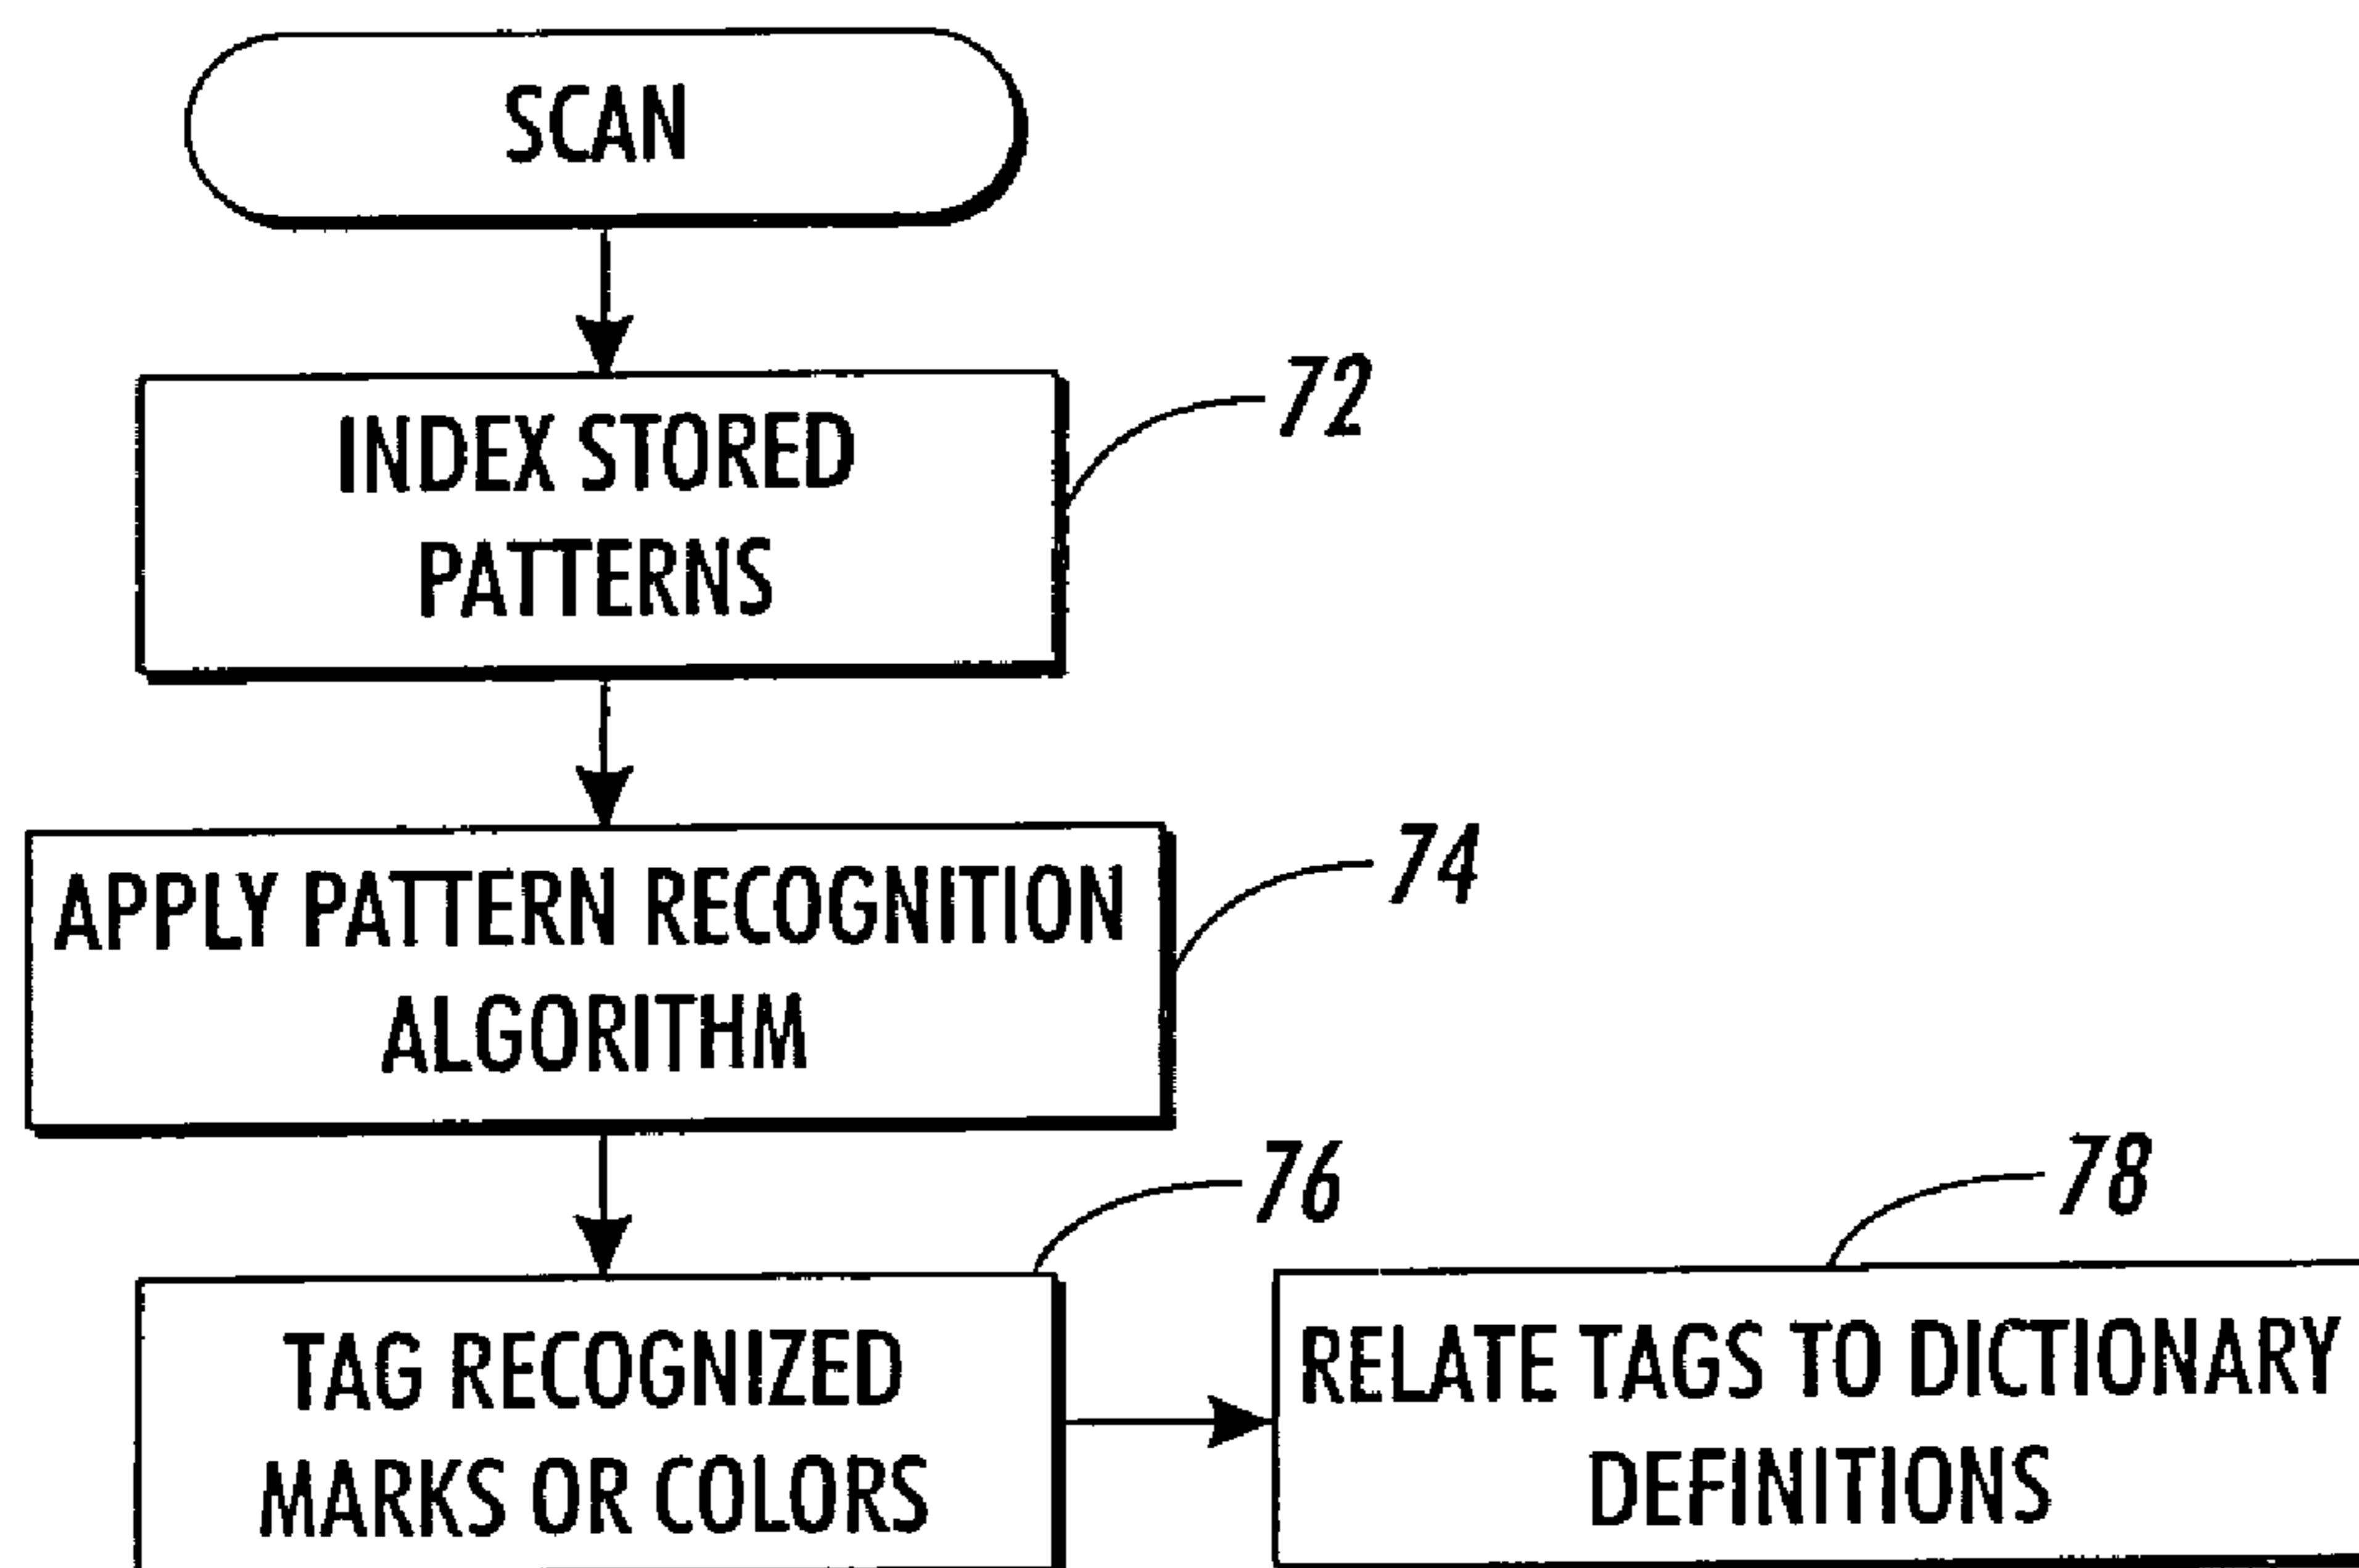 SCAN
72
INDEX STORED
PATTERNS
74
APPLY PATTERN RECOGNITION
ALGORITHM
76
78
TAG RECOGNIZED
MARKS OR COLORS
RELATE TAGS TO DICTIONARY
DEFINITIONS